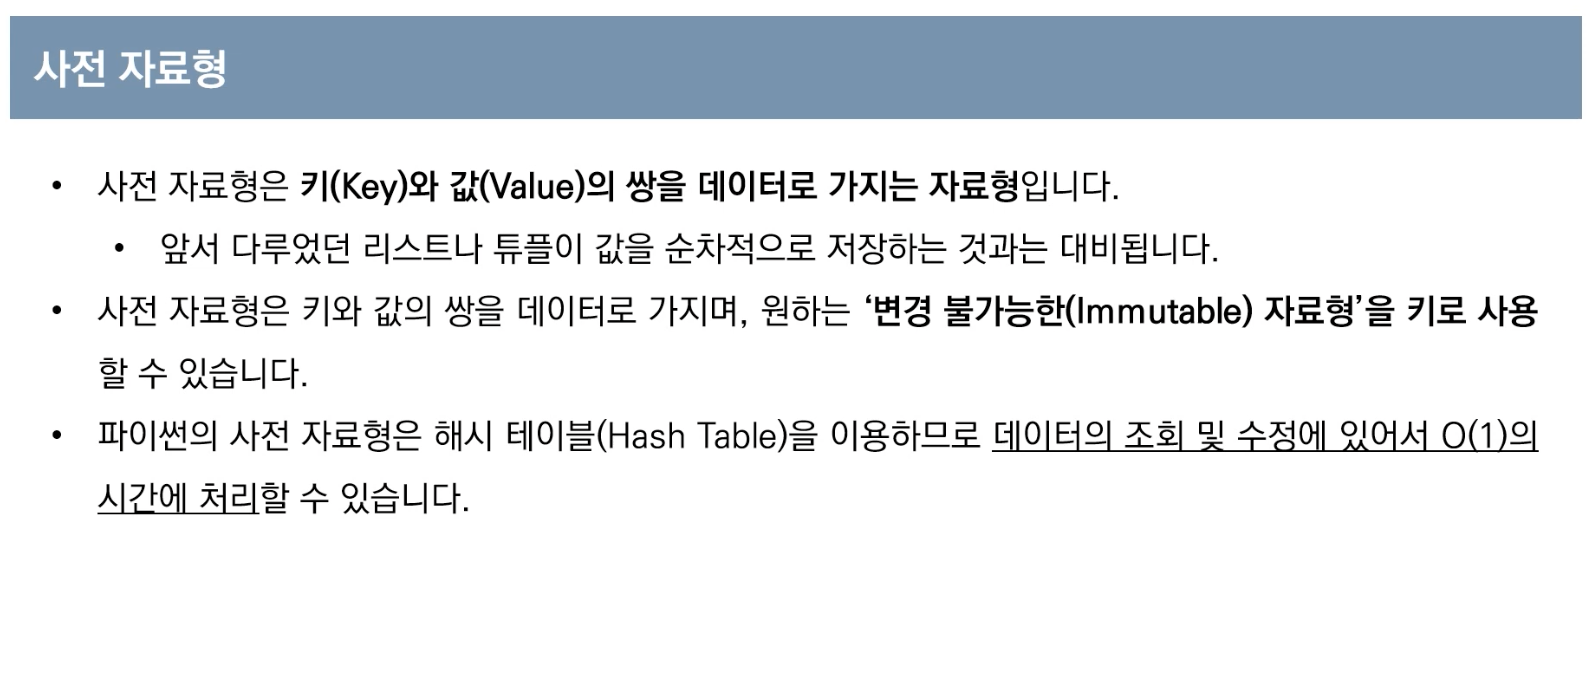 사전 자료형
• 사전 자료형은 키(Key)와 값(Value)의 쌍을 데이터로 가지는 자료형입니다.
• 앞서 다루었던 리스트나 튜플이 값을 순차적으로 저장하는 것과는 대비됩니다.
• 사전 자료형은 키와 값의 쌍을 데이터로 가지며, 원하는 ‘변경 불가능한(Immutable) 자료형’을 키로 사용
할 수 있습니다.
• 파이썬의 사전 자료형은 해시 테이블(Hash Table)을 이용하므로 데이터의 조회 및 수정에 있어서 O(1)의
시간에 처리할 수 있습니다.